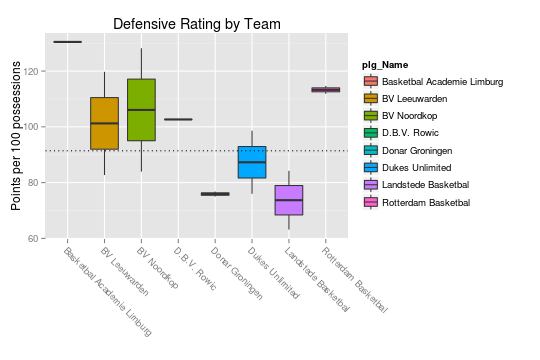 Defensive Rating by Team
Points per 100 possessions
120
100
80
60
Basketbal Academie Limburg
BV Leeuwarden
BV Noordkop
D.B.V. Rowic
Donar Groningen
Dukes Unlimited
Landstede Basketbal
Rotterdam Basketbal
plg_Name
Basketbal Academie Limburg
BV Leeuwarden
BV Noordkop
D.B.V. Rowic
Donar Groningen
Dukes Unlimited
Landstede Basketbal
Rotterdam Basketbal